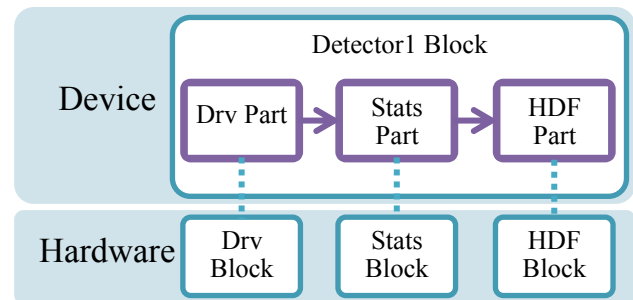 Detector1 Block
Device
Drv Part
Stats
Part
HDF
Part
Hardware
Drv
Block
Stats
Block
HDF
Block